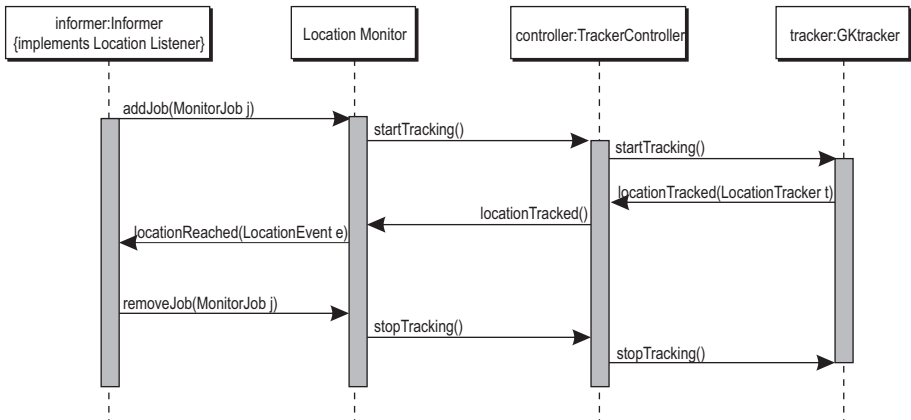 informer:Informer
{implements Location Listener}
Location Monitor
controller:TrackerController
tracker:GKtracker
addJob(MonitorJob j)
startTracking()
startTracking()
locationTracked(LocationTracker t)
locationTracked()
locationReached(LocationEvent e)
removeJob(MonitorJob j)
stopTracking()
stopTracking()